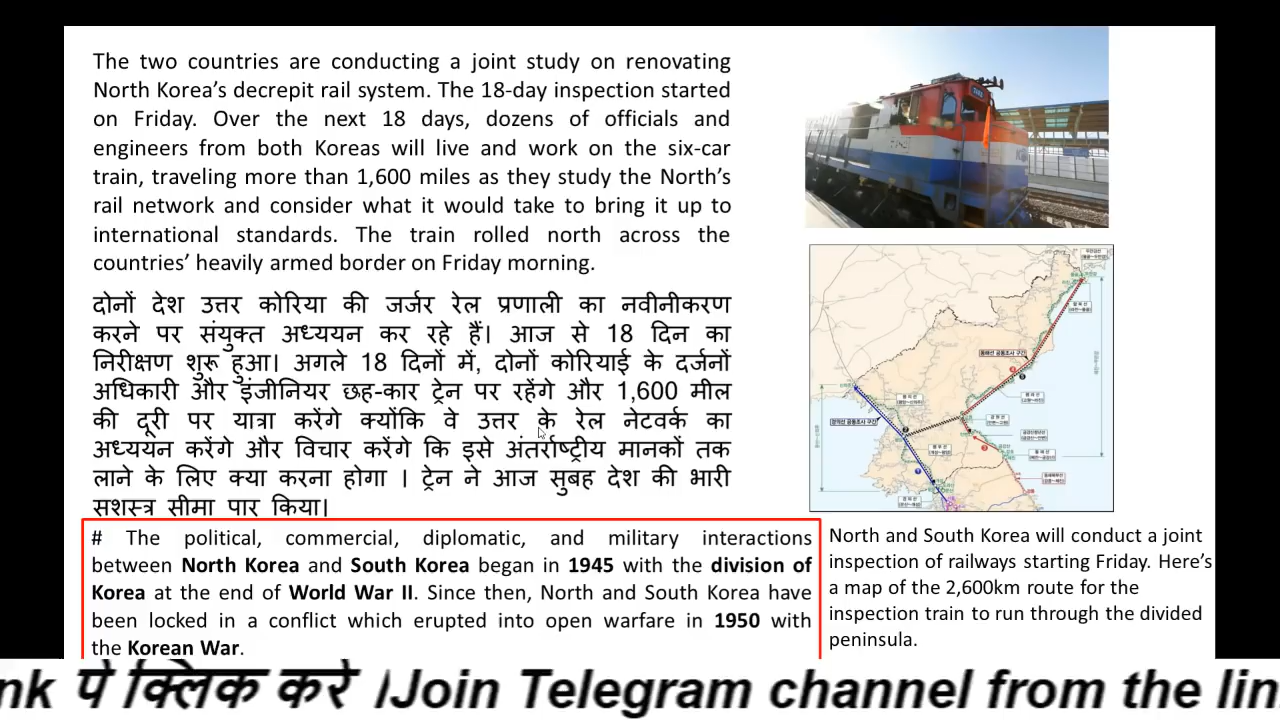 The two countries are conducting a joint study on renovating
North Korea's decrepit rail system. The 18-day inspection started
on Friday. Over the next 18 days, dozens of officials and
engineers from both Koreas will live and work on the six-car
train, traveling more than 1,600 miles as they study the North's
rail network and consider what it would take to bring it up to
international standards. The train rolled north across the
countries' heavily armed border on Friday morning.
दोनों देश उत्तर कोरिया की जर्जर रेल प्रणाली का नवीनीकरण
करने पर संयुक्त अध्ययन कर रहे हैं। आज से 18 दिन का
निरीक्षण शुरू हुआ। अगले 18 दिनों में, दोनों कोरियाई के दर्जनों
अधिकारी और इंजीनियर छह-कार ट्रेन पर रहेंगे और 1,600 मील
की दूरी पर यात्रा करेंगे क्योंकि वे उत्तर के रेल नेटवर्क का
अध्ययन करेंगे और विचार करेंगे कि इसे अंतर्राष्ट्रीय मानकों तक
लाने के लिए क्या करना होगा । ट्रेन ने आज सुबह देश की भारी
सशस्त्र सीमा पार किया।
# The political, commercial, diplomatic, and military interactions
between North Korea and South Korea began in 1945 with the division of
Korea at the end of World War II. Since then, North and South Korea have
been locked in a conflict which erupted into open warfare in 1950 with
the Korean War.
North and South Korea will conduct a joint
inspection of railways starting Friday. Here's
a map of the 2,600km route for the
inspection train to run through the divided
peninsula.
nk पे क्लिक करे /Join Telegram channel from the lin